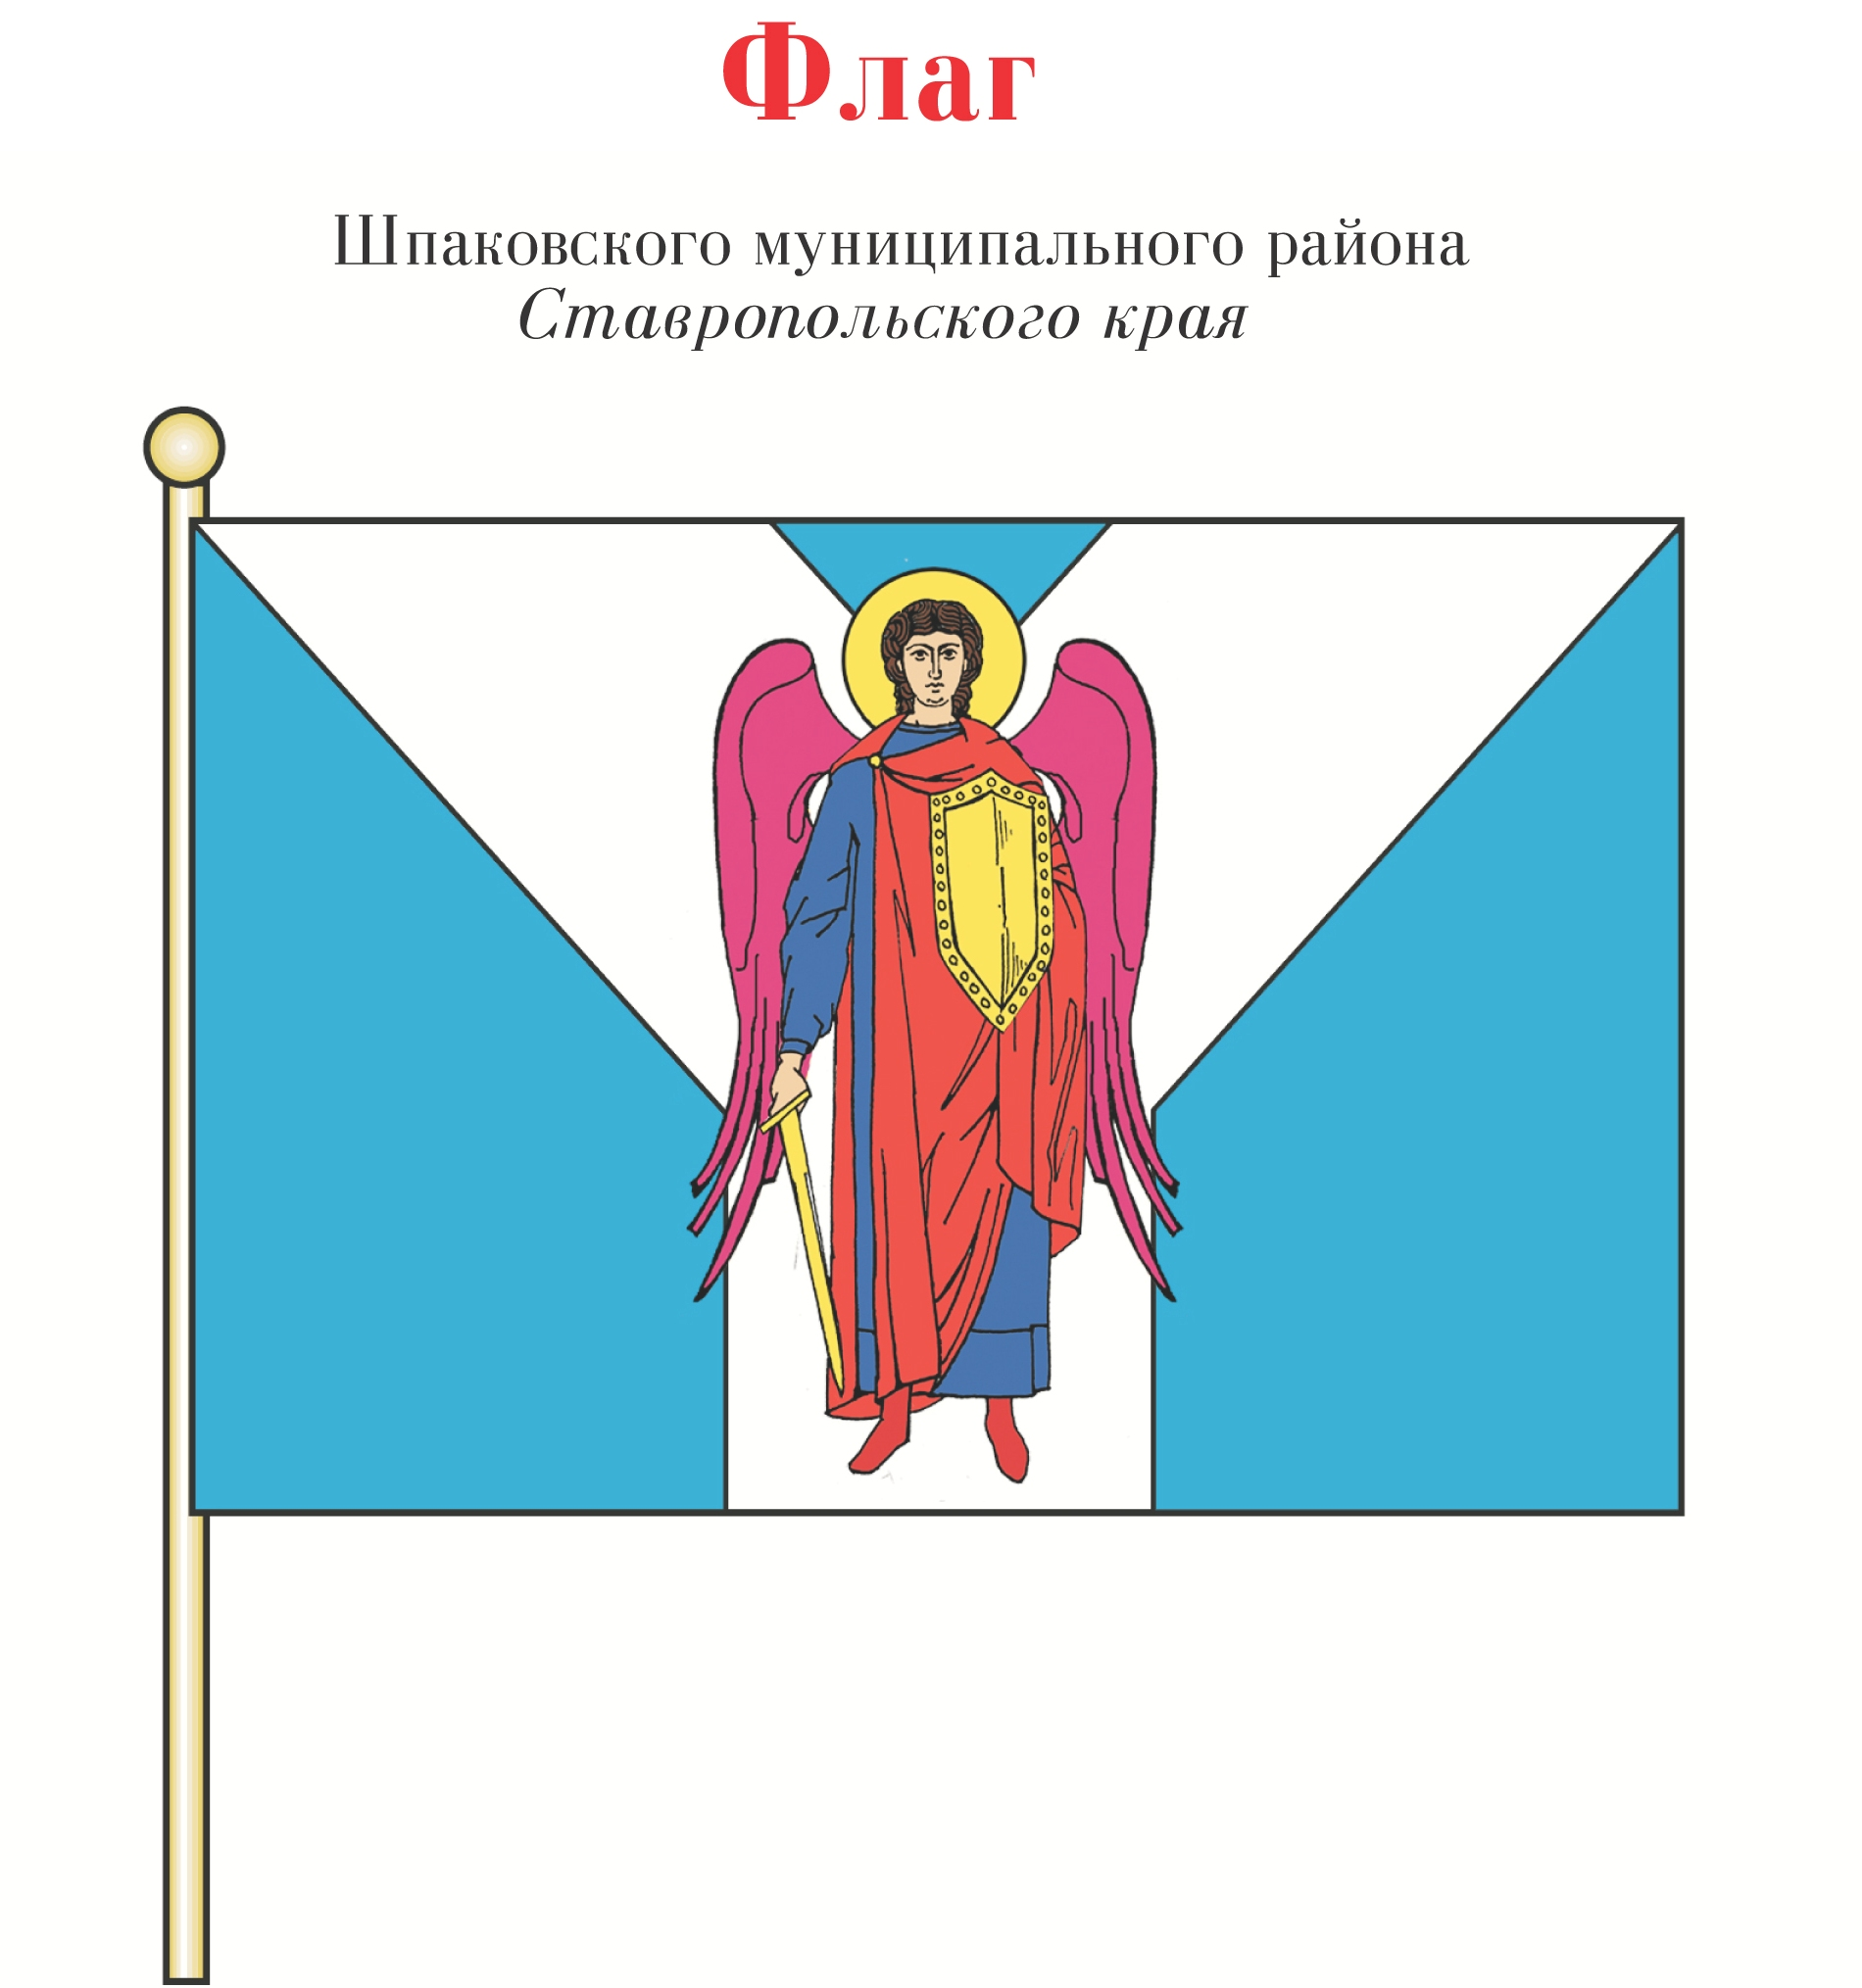 Флаг
Шпаковского муниципального района
Ставропольского края